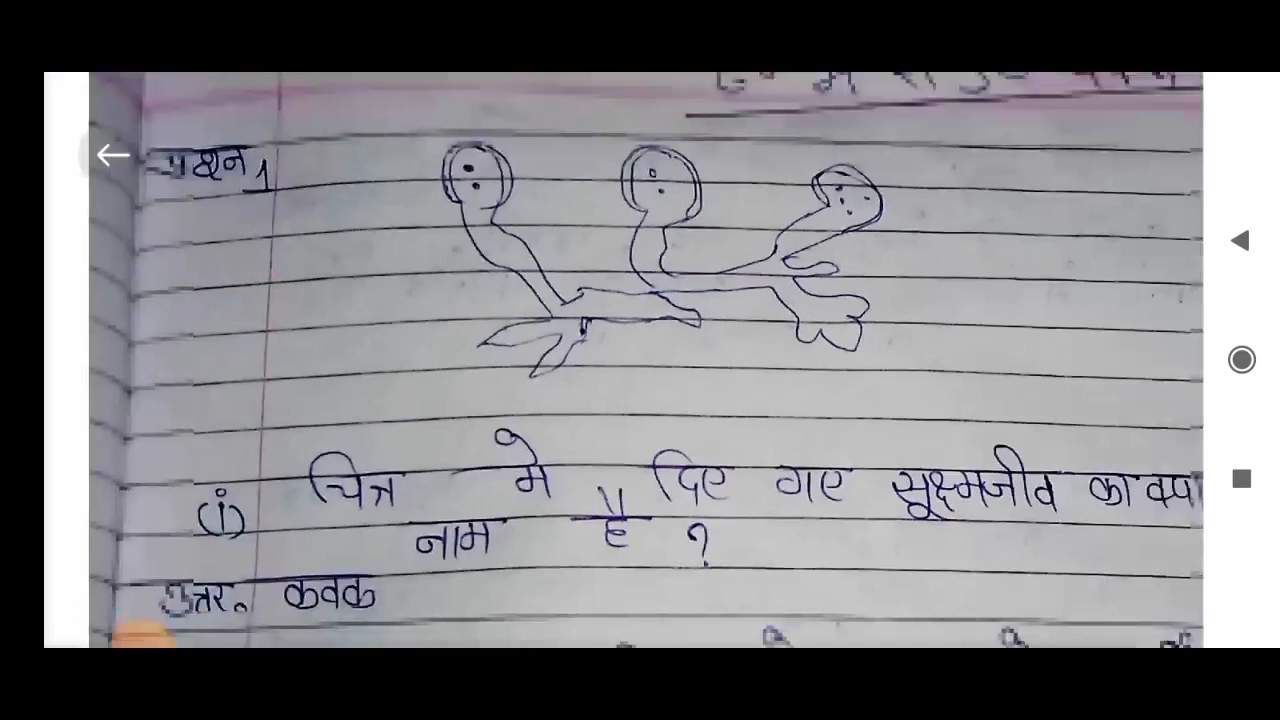 प्रश्न 1
(i) चित्र मे दिए गए सूक्ष्मजीव का क्या
नाम है ?
उत्तर. कवक